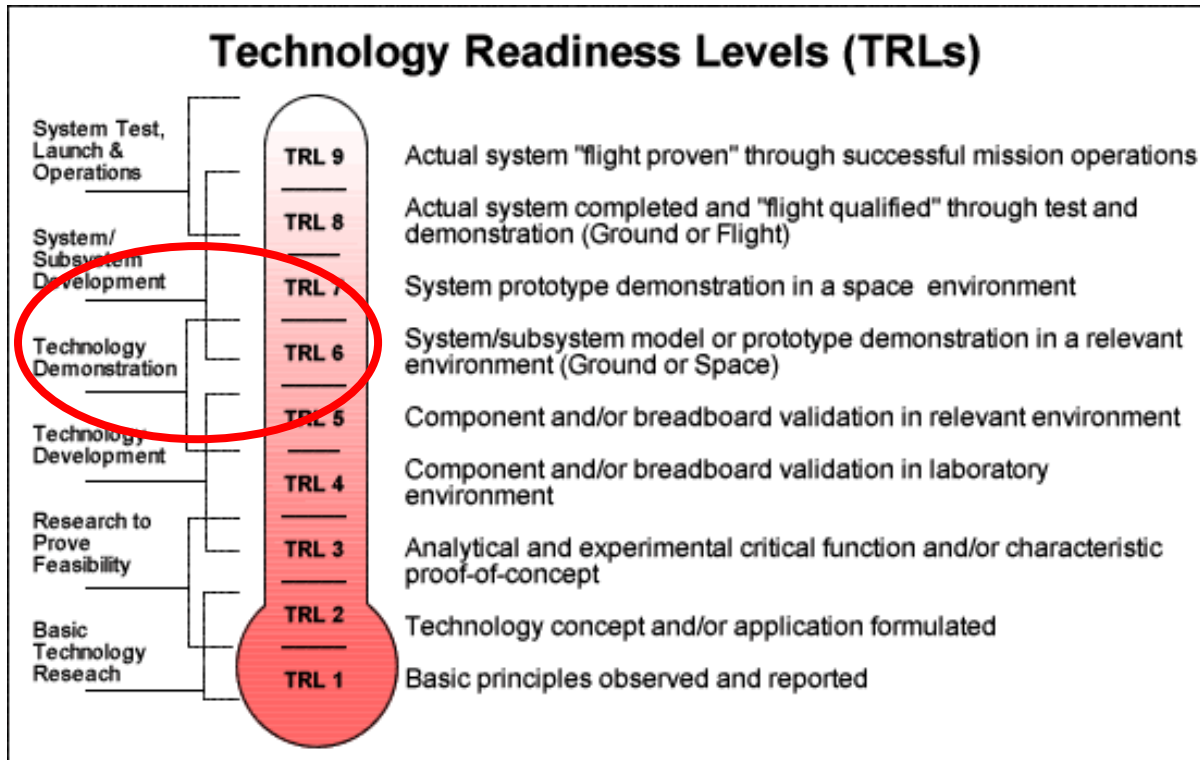 Technology Readiness Levels (TRLs)
System Test,
Launch &
Operations
System/
Subsystem
Development
Technology
Demonstration
Technology
Development
Research to
Prove
Feasibility
Basic
Technology
Reseach
TRL 9
TRL 8
TRL 7
TRL 6
TRL 5
TRL 4
TRL 3
TRL 2
TRL 1
Actual system "flight proven" through successful mission operations
Actual system completed and "flight qualified" through test and
demonstration (Ground or Flight)
System prototype demonstration in a space environment
System/subsystem model or prototype demonstration in a relevant
environment (Ground or Space)
Component and/or breadboard validation in relevant environment
Component and/or breadboard validation in laboratory
environment
Analytical and experimental critical function and/or characteristic
proof-of-concept
Technology concept and/or application formulated
Basic principles observed and reported